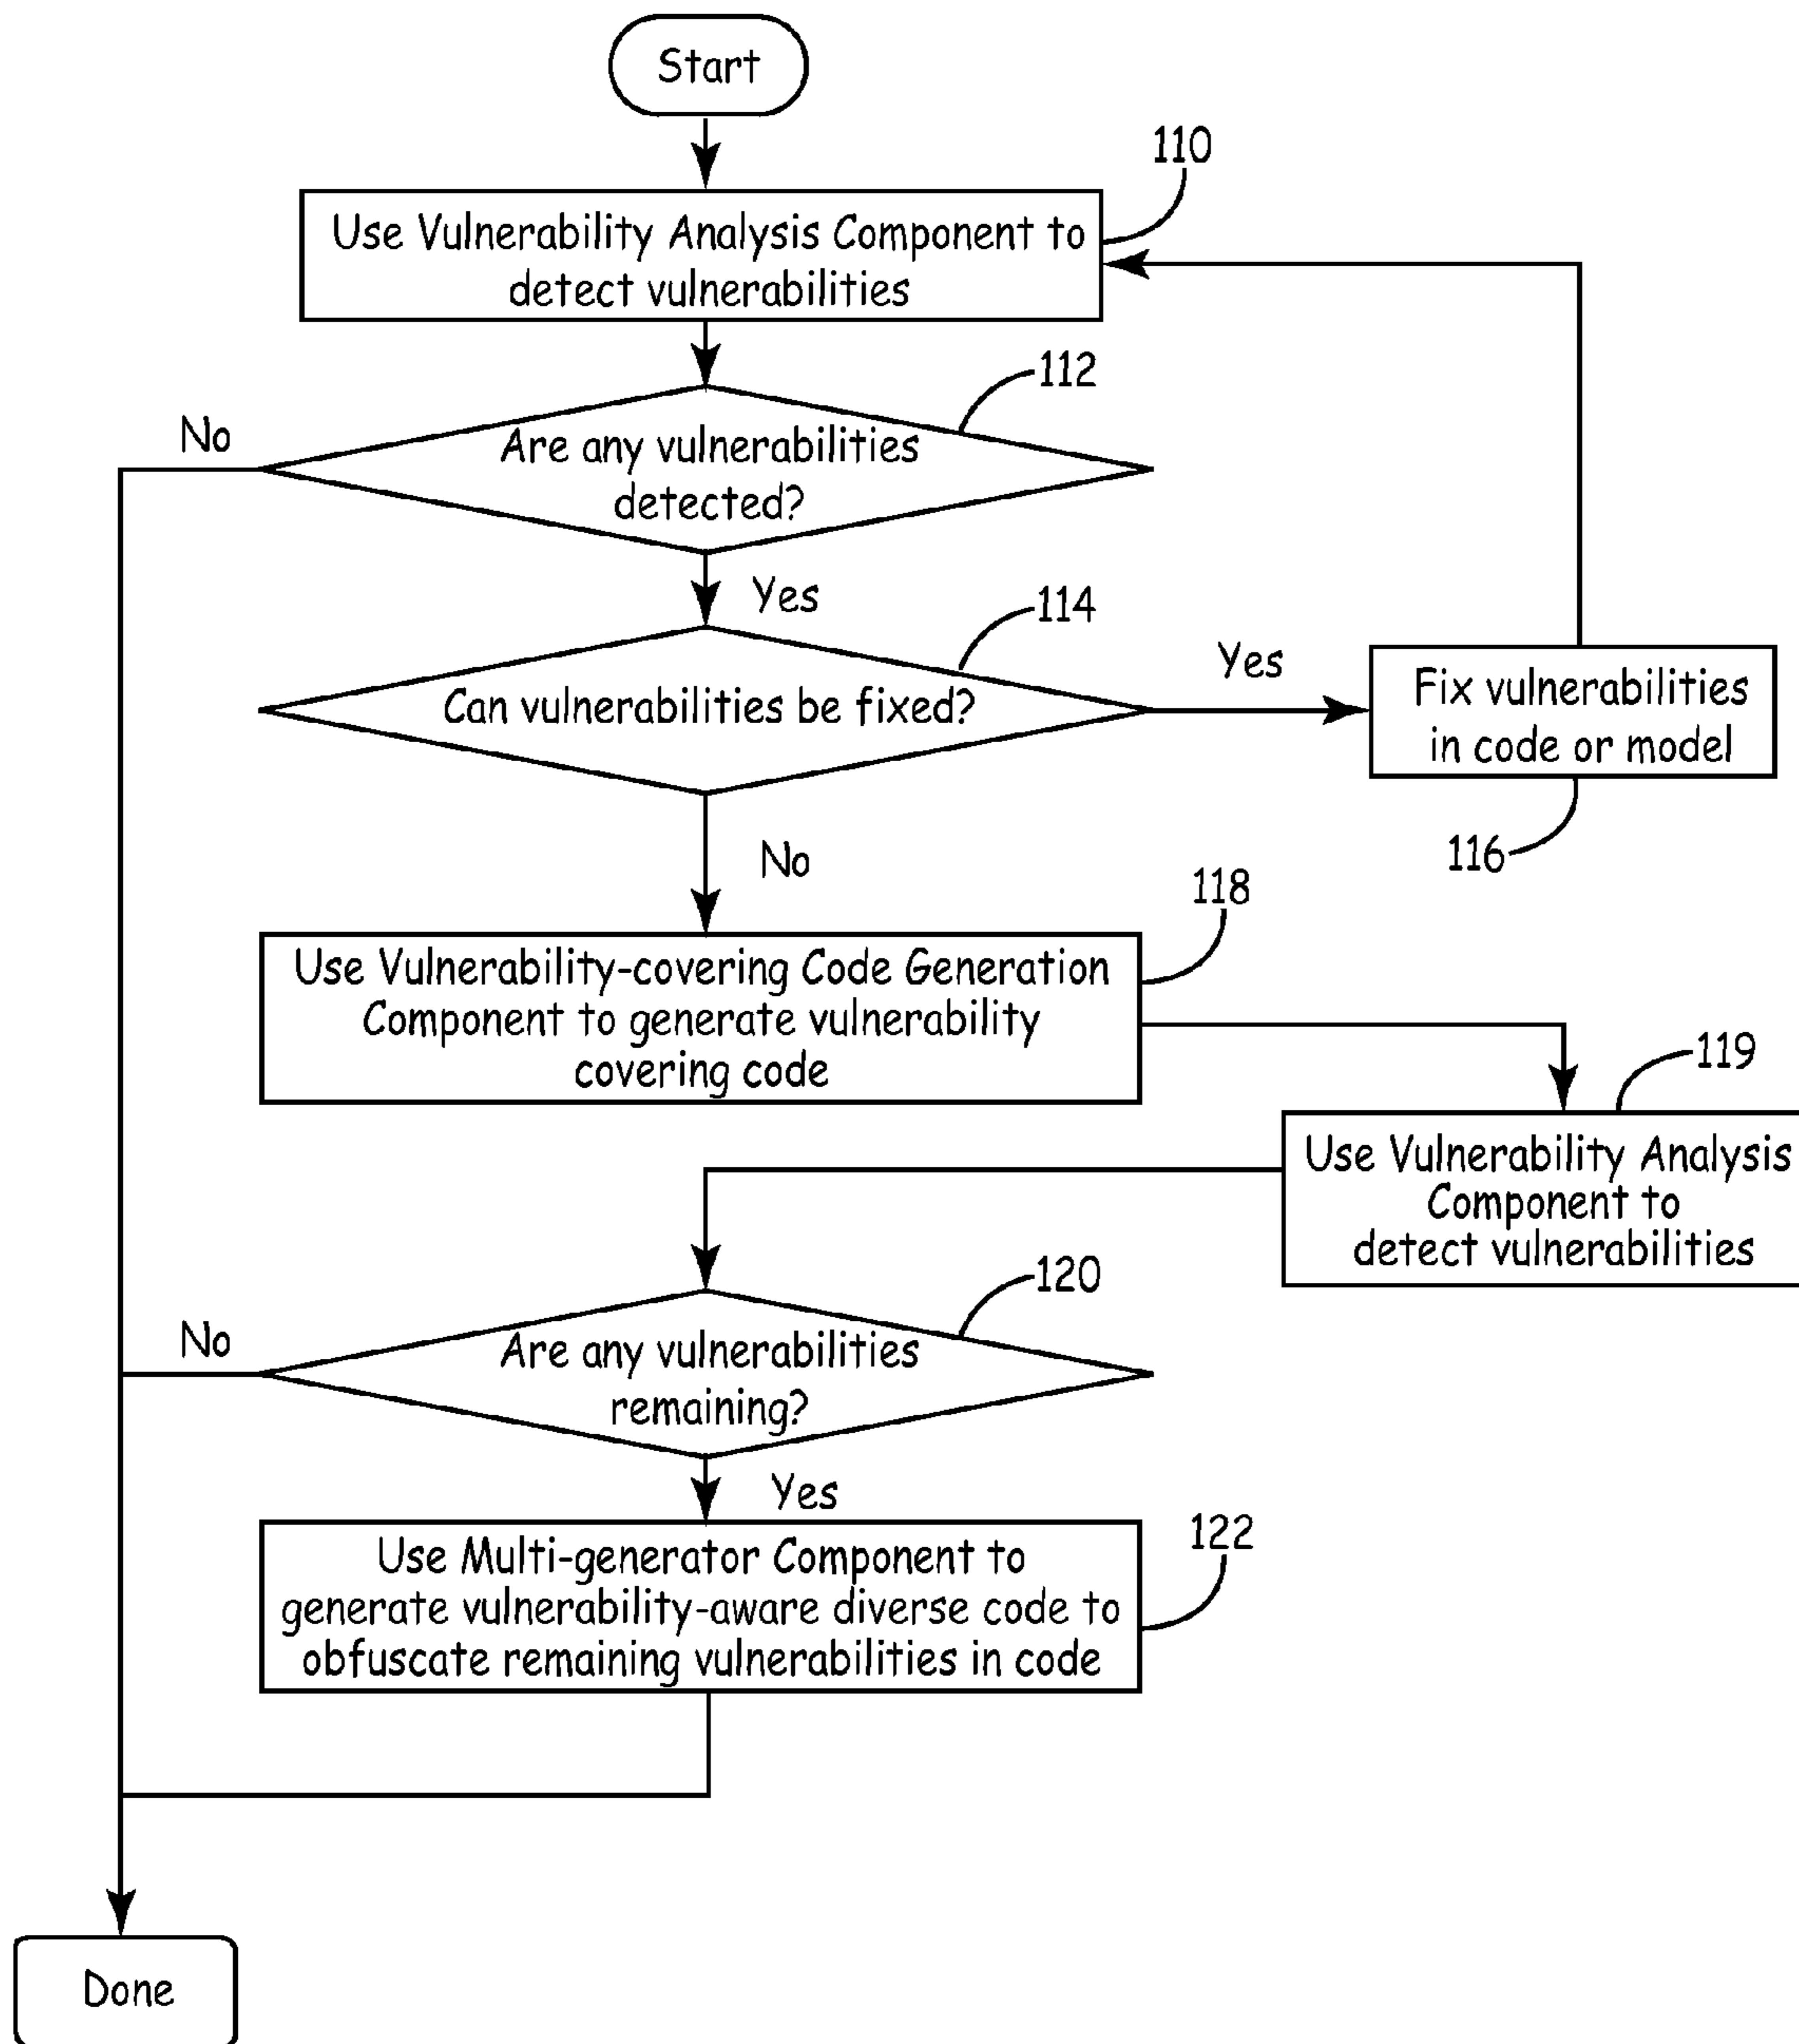 Start
110
Use Vulnerability Analysis Component to
detect vulnerabilities
112
No
Are any vulnerabilities
detected?
Yes
114
Yes
Can vulnerabilities be fixed?
Fix vulnerabilities
in code or model
No
116
118
Use Vulnerability-covering Code Generation
Component to generate vulnerability
covering code
119
Use Vulnerability Analysis
Component to
detect vulnerabilities
120
No
Are any vulnerabilities
remaining?
Yes
122
Use Multi-generator Component to
generate vulnerability-aware diverse code to
obfuscate remaining vulnerabilities in code
Done